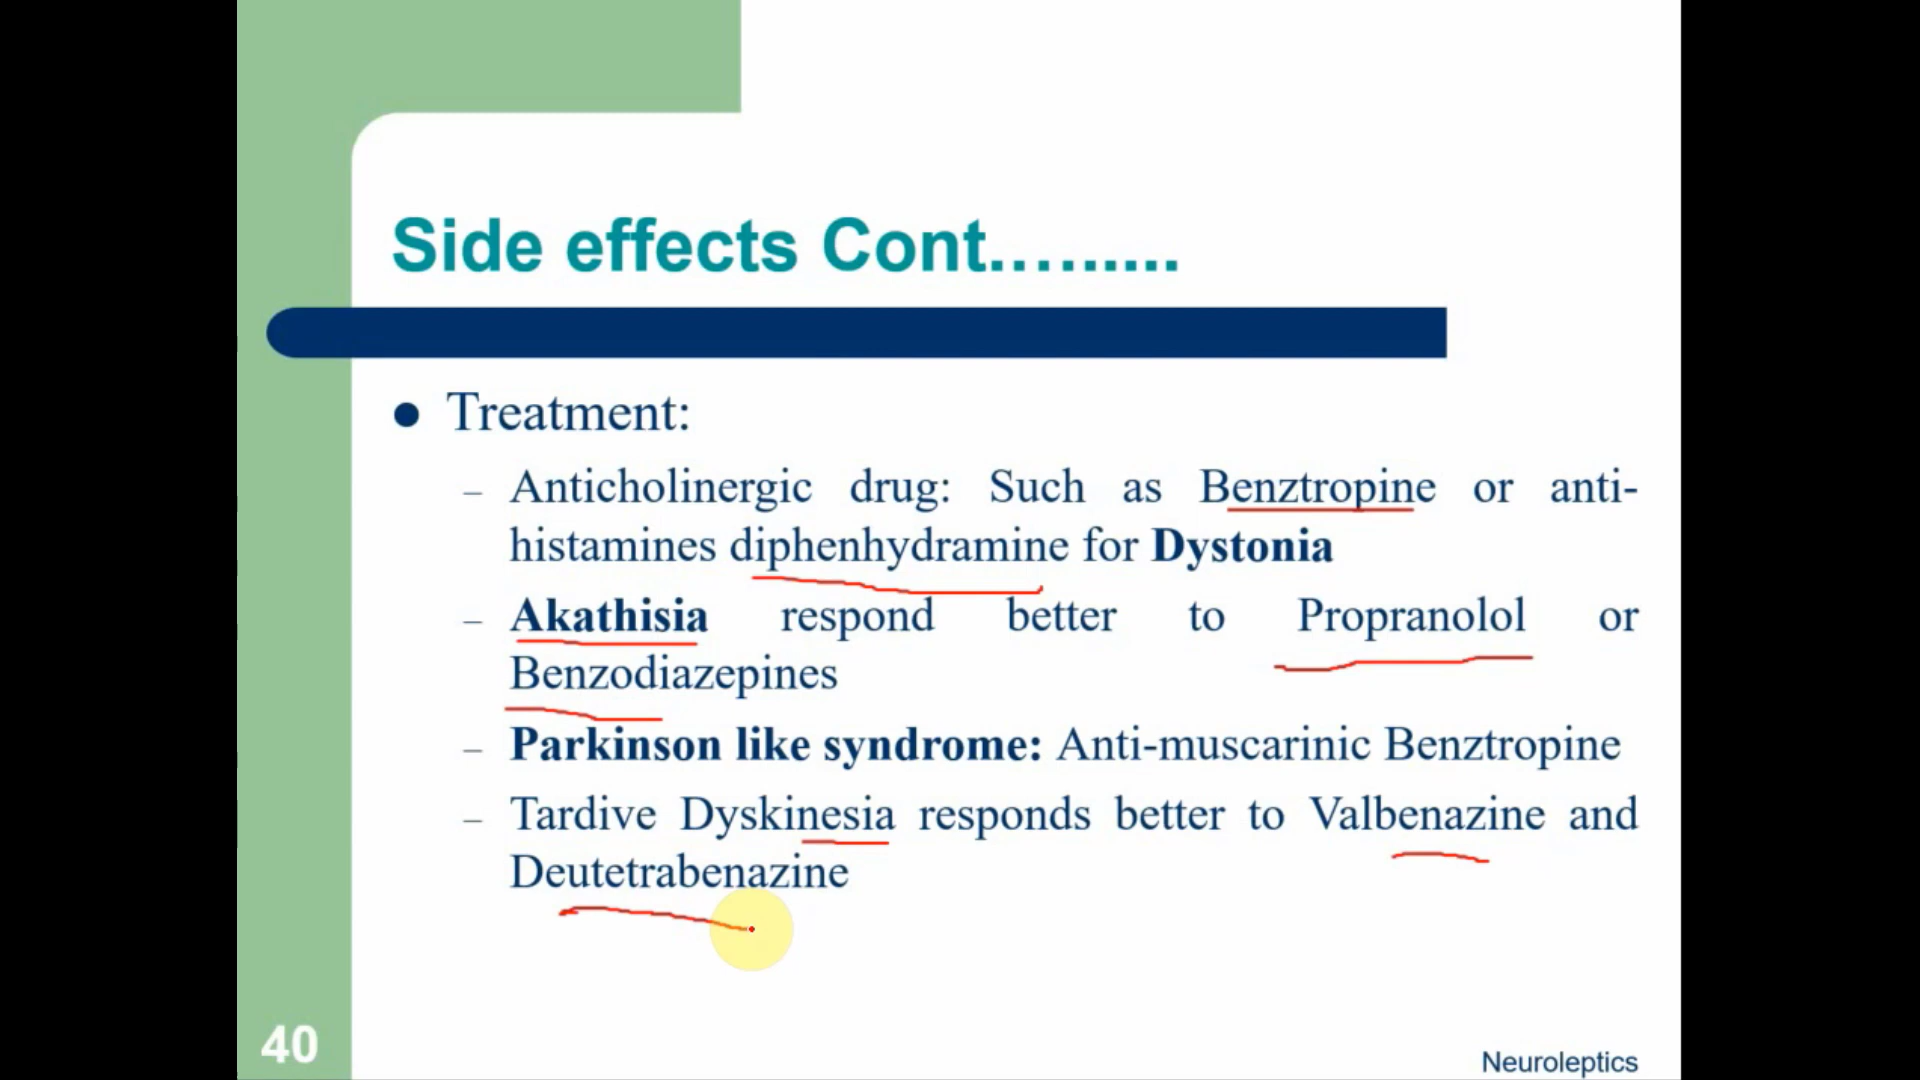 Side effects Cont.…......
Treatment:
– Anticholinergic drug: Such as Benztropine or anti-
histamines diphenhydramine for Dystonia
– Akathisia respond better to Propranolol or
Benzodiazepines
– Parkinson like syndrome: Anti-muscarinic Benztropine
– Tardive Dyskinesia responds better to Valbenazine and
Deutetrabenazine
40
Neuroleptics